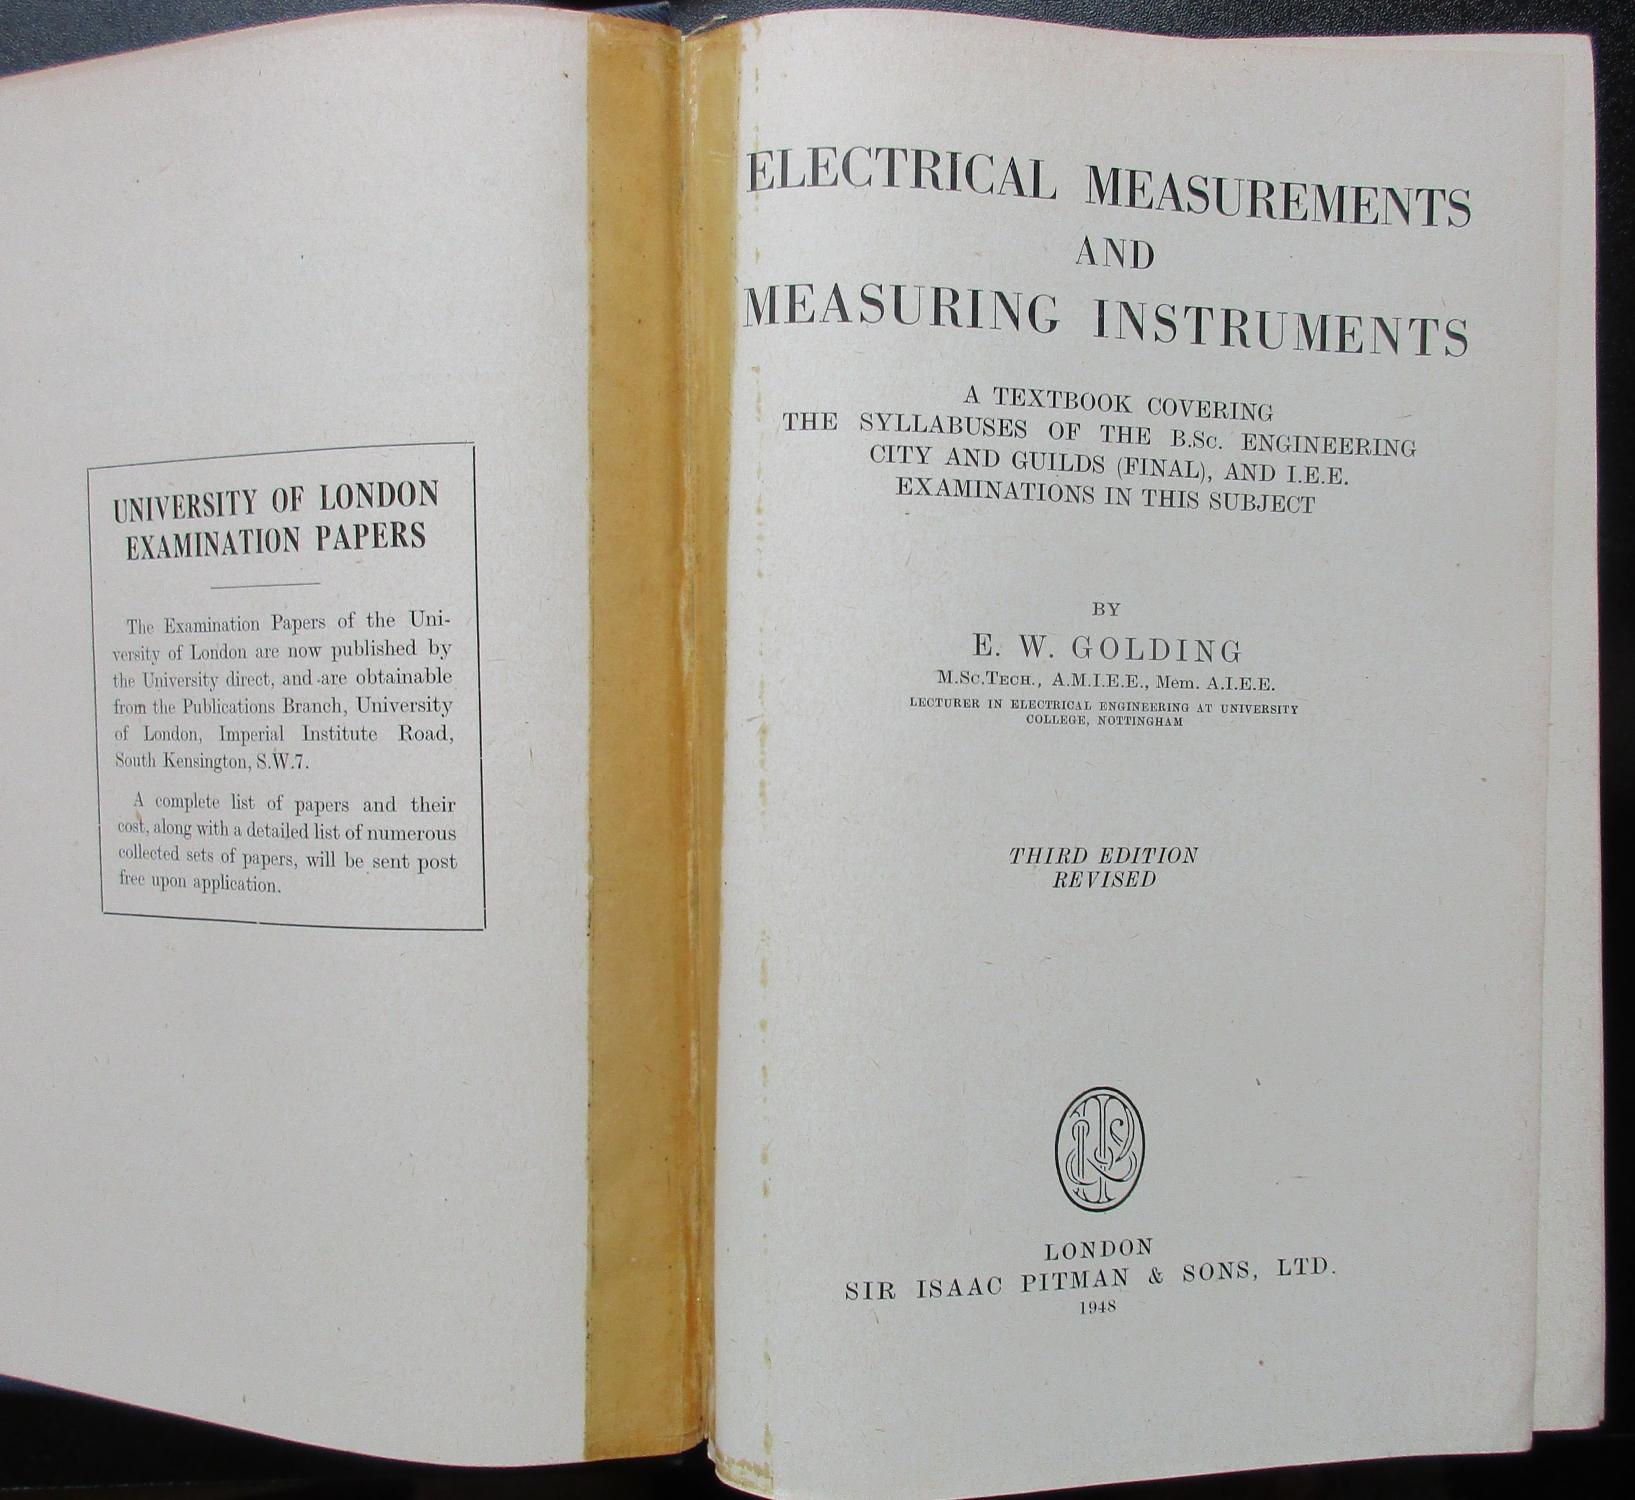 UNIVERSITY OF LONDON
EXAMINATION PAPERS
The Examination Papers of the Uni-
versity of London are now published by
the University direct, and are obtainable
from the Publications Branch, University
of London, Imperial Institute Road,
South Kensington, S.W.7.
A complete list of papers and their
cost, along with a detailed list of numerous
collected sets of papers, will be sent post
free upon application.
ELECTRICAL MEASUREMENTS
AND
MEASURING INSTRUMENTS
A TEXTBOOK COVERING
THE SYLLABUSES OF THE B.Sc. ENGINEERING
CITY AND GUILDS (FINAL), AND I.E.E.
EXAMINATIONS IN THIS SUBJECT
BY
E. W. GOLDING
M.Sc.Tech., A.M.I.E.E., Mem. A.I.E.E.
LECTURER IN ELECTRICAL ENGINEERING AT UNIVERSITY
COLLEGE, NOTTINGHAM
THIRD EDITION
REVISED
LONDON
SIR ISAAC PITMAN & SONS, LTD.
1948